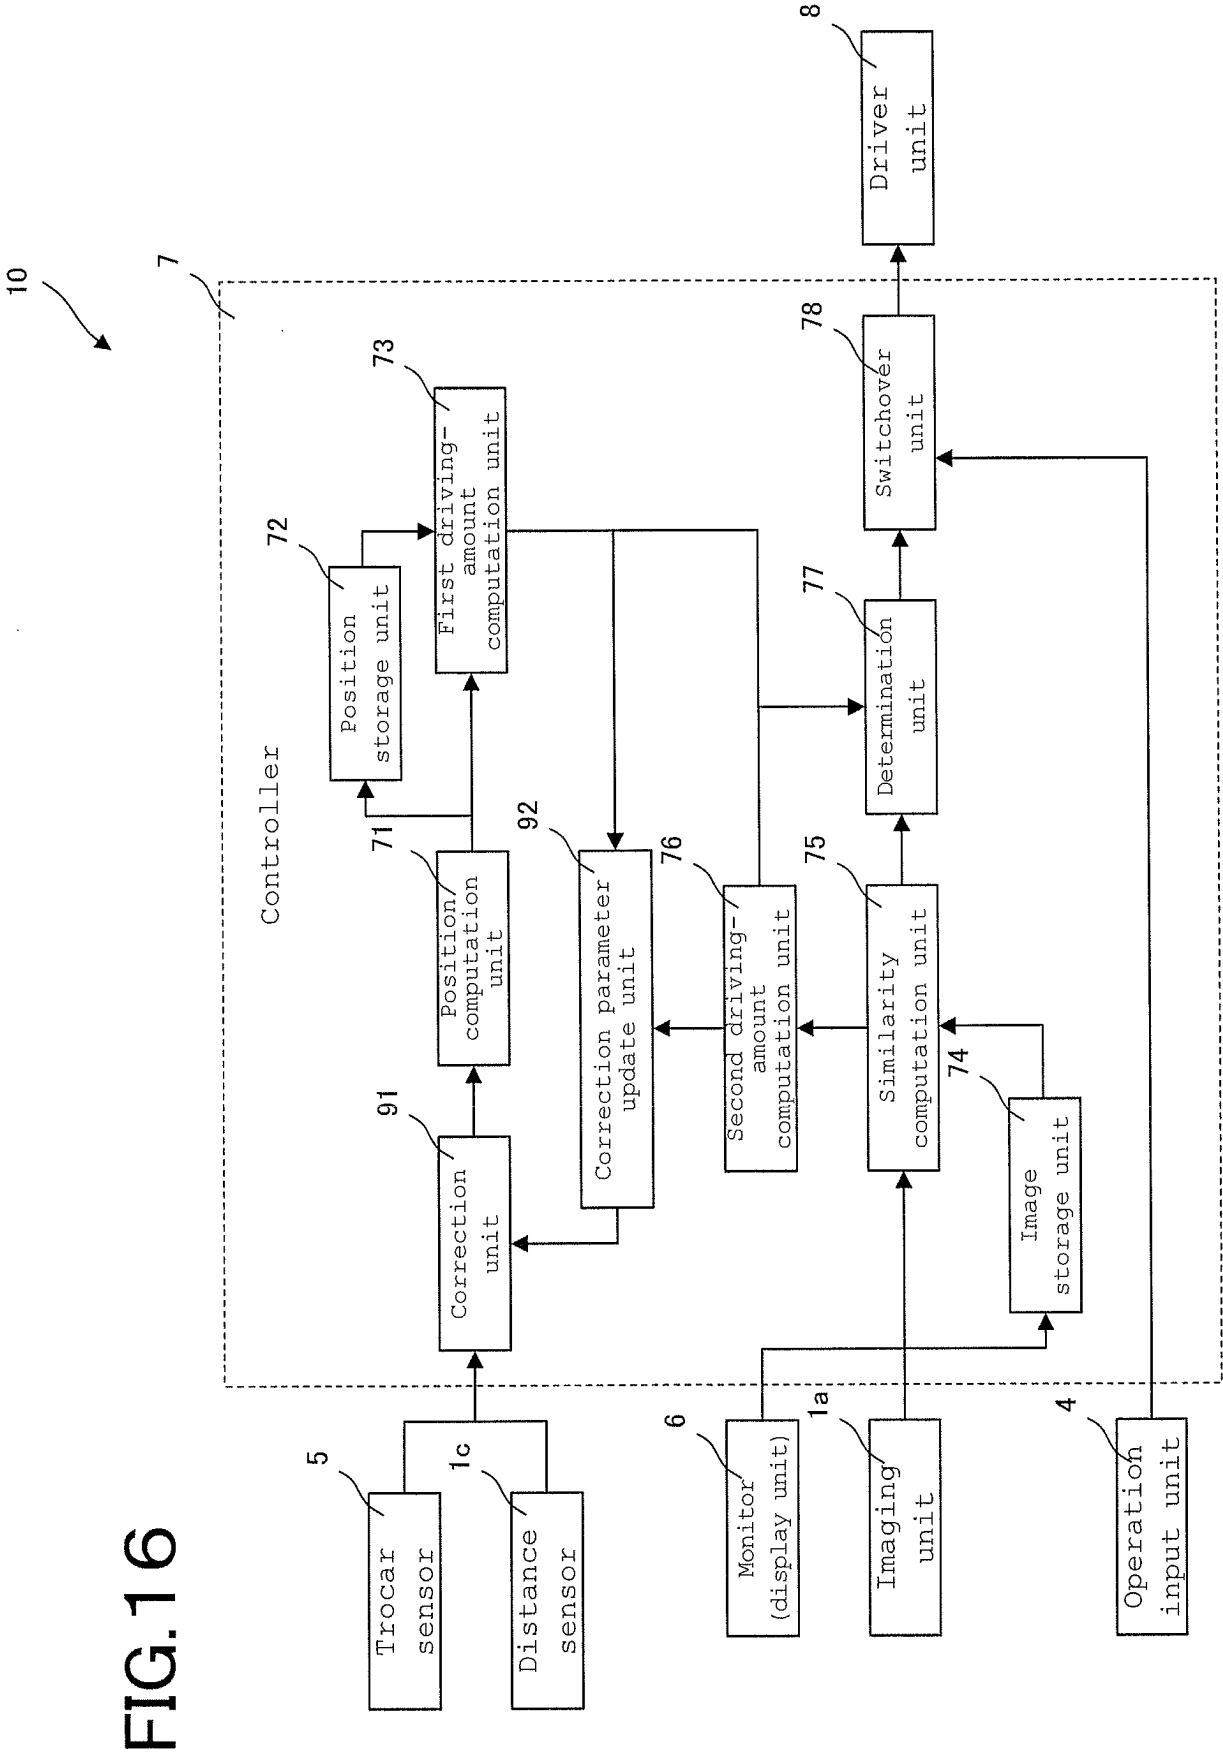 FIG.16
10
7
Controller
5
Trocar
sensor
1c
Distance
sensor
91
Correction
unit
71
Position
computation
unit
72
Position
storage unit
73
First driving-
amount
computation unit
92
Correction parameter
update unit
6
Monitor
(display unit)
76
Second driving-
amount
computation unit
1a
Imaging
unit
75
Similarity
computation unit
77
Determination
unit
78
Switchover
unit
8
Driver
unit
74
Image
storage unit
4
Operation
input unit